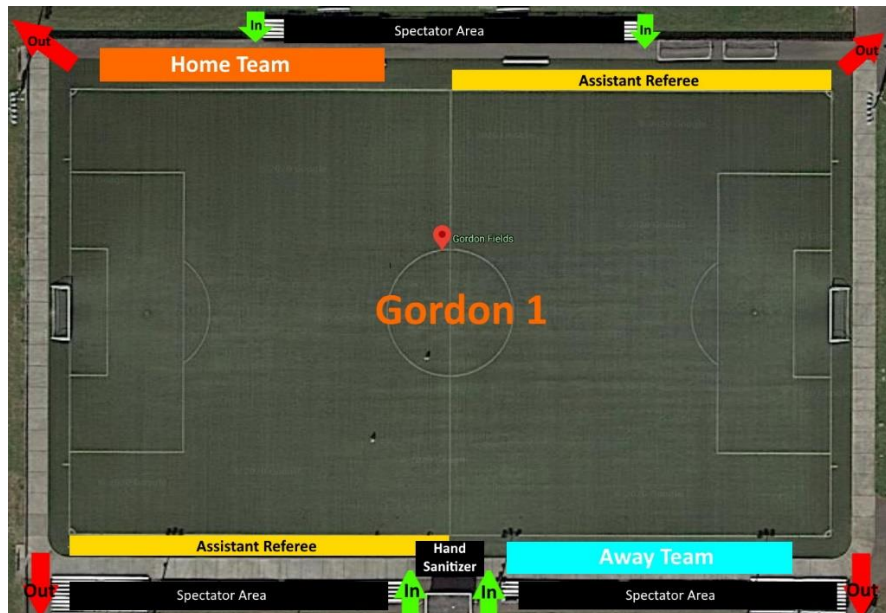 In
Spectator Area
In
Out
Out
Home Team
Assistant Referee
Gordon Fields
Gordon 1
Assistant Referee
Hand
Sanitizer
Away Team
Out
Spectator Area
In
In
Spectator Area
Out